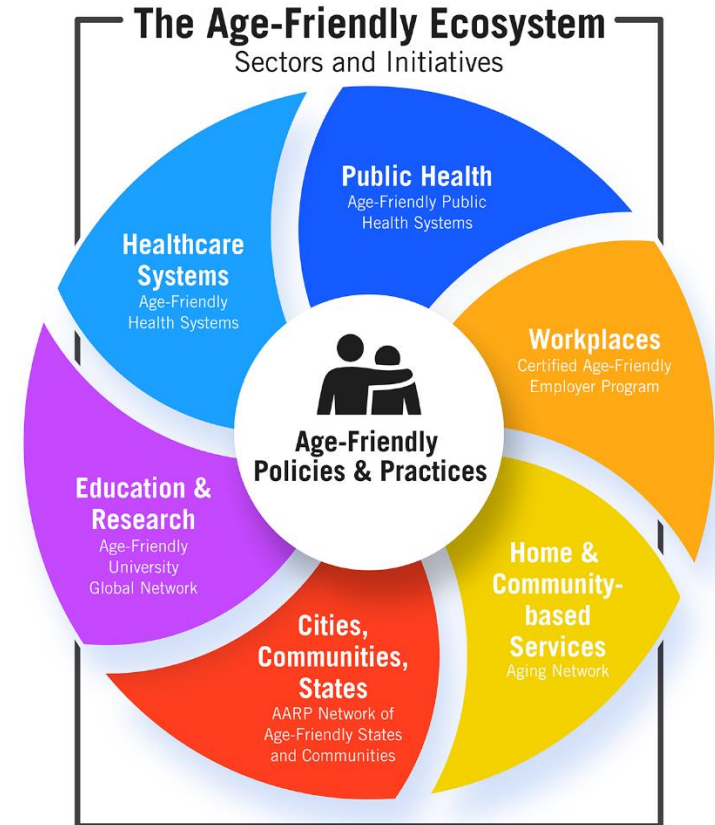 The Age-Friendly Ecosystem
Sectors and Initiatives
Public Health
Age-Friendly Public
Health Systems
Workplaces
Certified Age-Friendly
Employer Program
Home &
Community-
based
Services
Aging Network
Cities,
Communities,
States
AARP Network of
Age-Friendly States
and Communities
Education &
Research
Age-Friendly
University
Global Network
Healthcare
Systems
Age-Friendly
Health Systems
Age-Friendly
Policies & Practices